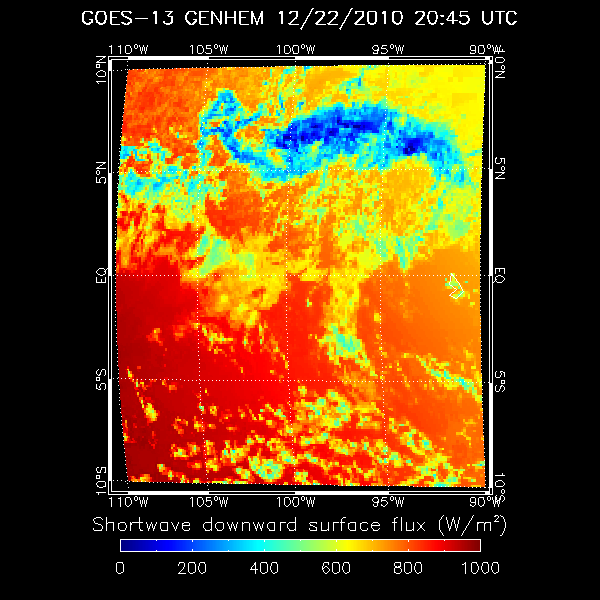 GOES-13 GENHEM 12/22/2010 20:45 UTC
110°W 105°W 100°W 95°W 90°W
10°N 10°N
5°N 5°N
EQ EQ
5°S 5°S
10°S 10°S
110°W 105°W 100°W 95°W 90°W
Shortwave downward surface flux (W/m²)
0 200 400 600 800 1000